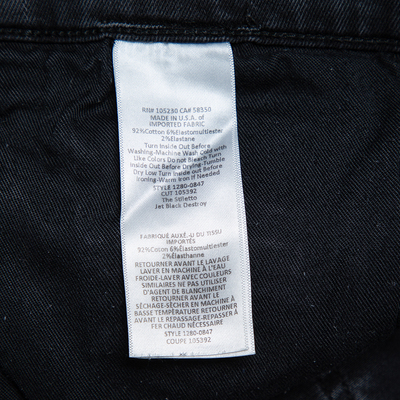 RN# 105230 CA# 58350
MADE IN U.S.A. of
IMPORTED FABRIC
92%Cotton 6%Elastomultiester
2%Elastane
Turn Inside Out Before
Washing-Machine Wash Cold with
Like Colors Do not Bleach Turn
Inside out Before Drying-Tumble
Dry Low Turn inside out Before
Ironing-Warm Iron If Needed
STYLE 1280-0847
CUT 105392
The Stiletto
Jet Black Destroy
FABRIQUÉ AUXÉ.-U DU TISSU
IMPORTÉS
92%Coton 6%Élastomultiester
2%Élasthanne
RETOURNER AVANT LE LAVAGE
LAVER EN MACHINE À L'EAU
FROIDE-LAVER AVEC COULEURS
SIMILAIRES NE PAS UTILISER
D'AGENT DE BLANCHIMENT
RETOURNER AVANT LE
SÉCHAGE-SÉCHER EN MACHINE À
BASSE TEMPÉRATURE RETOURNER
AVANT LE REPASSAGE-REPASSER À
FER CHAUD NÉCESSAIRE
STYLE 1280-0847
COUPE 105392